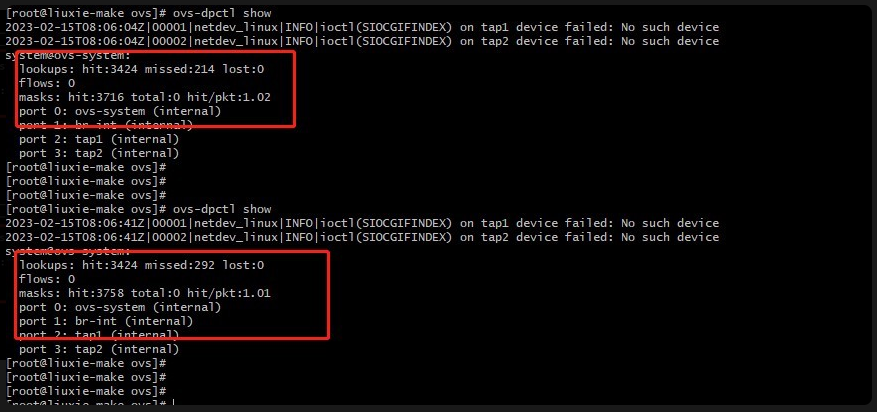 [root@liuxie-make ovs]# ovs-dpctl show
2023-02-15T08:06:04Z|00001|netdev_linux|INFO|ioctl(SIOCGIFINDEX) on tap1 device failed: No such device
2023-02-15T08:06:04Z|00002|netdev_linux|INFO|ioctl(SIOCGIFINDEX) on tap2 device failed: No such device
system@ovs-system:
lookups: hit:3424 missed:214 lost:0
flows: 0
masks: hit:3716 total:0 hit/pkt:1.02
port 0: ovs-system (internal)
port 1: br-int (internal)
port 2: tap1 (internal)
port 3: tap2 (internal)
[root@liuxie-make ovs]#
[root@liuxie-make ovs]#
[root@liuxie-make ovs]#
[root@liuxie-make ovs]# ovs-dpctl show
2023-02-15T08:06:41Z|00001|netdev_linux|INFO|ioctl(SIOCGIFINDEX) on tap1 device failed: No such device
2023-02-15T08:06:41Z|00002|netdev_linux|INFO|ioctl(SIOCGIFINDEX) on tap2 device failed: No such device
system@ovs-system:
lookups: hit:3424 missed:292 lost:0
flows: 0
masks: hit:3758 total:0 hit/pkt:1.01
port 0: ovs-system (internal)
port 1: br-int (internal)
port 2: tap1 (internal)
port 3: tap2 (internal)
[root@liuxie-make ovs]#
[root@liuxie-make ovs]#
[root@liuxie-make ovs]#
[root@liuxie-make ovs]#